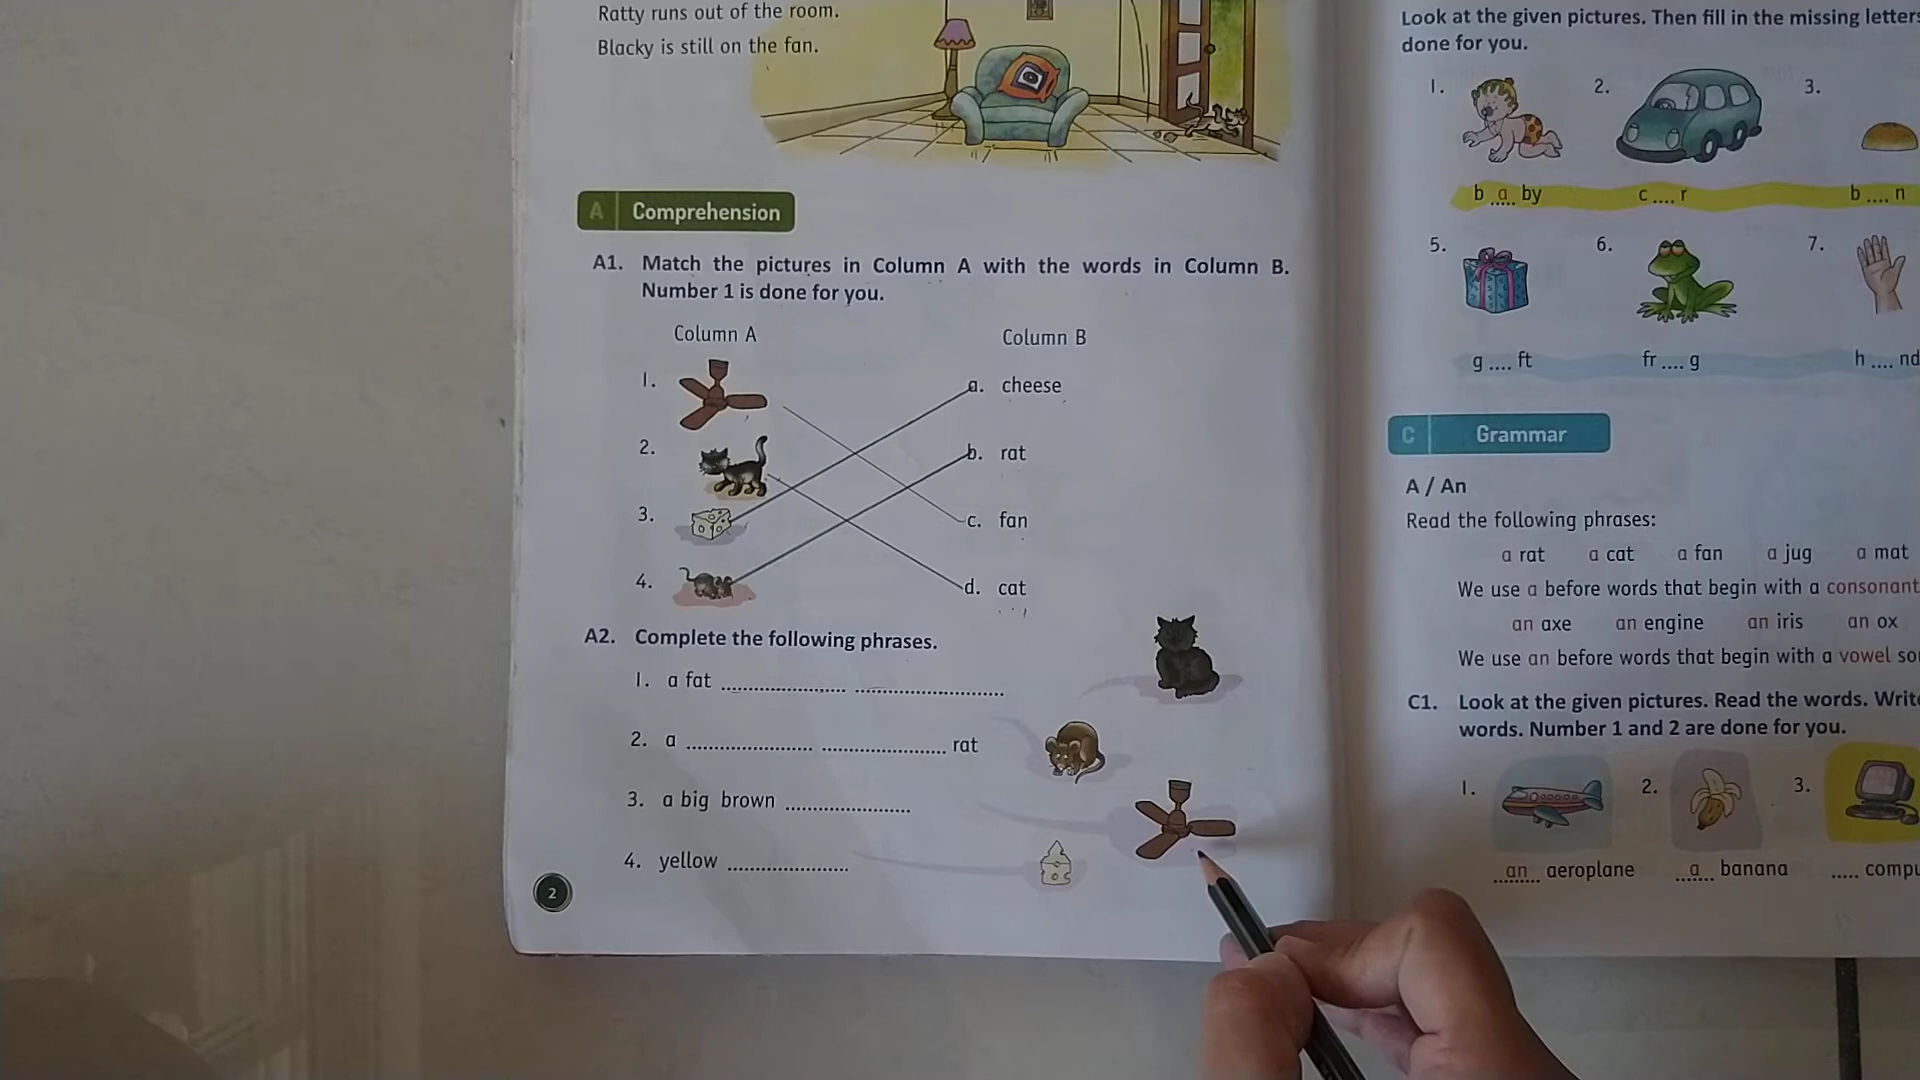 Ratty runs out of the room.
Blacky is still on the fan.
A Comprehension
A1. Match the pictures in Column A with the words in Column B.
Number 1 is done for you.
Column A
Column B
1.
a. cheese
2.
b. rat
3.
c. fan
4.
d. cat
A2. Complete the following phrases.
1. a fat .................... ....................
2. a .................... .................... rat
3. a big brown ....................
4. yellow ....................
2
Look at the given pictures. Then fill in the missing letters
done for you.
1.
2.
3.
b a by
c .... r
b .... n
5.
6.
7.
g .... ft
fr .... g
h .... nd
C Grammar
A / An
Read the following phrases:
a rat a cat a fan a jug a mat
We use a before words that begin with a consonant
an axe an engine an iris an ox
We use an before words that begin with a vowel
C1. Look at the given pictures. Read the words.
words. Number 1 and 2 are done for you.
1.
2.
3.
an aeroplane
a banana
.....